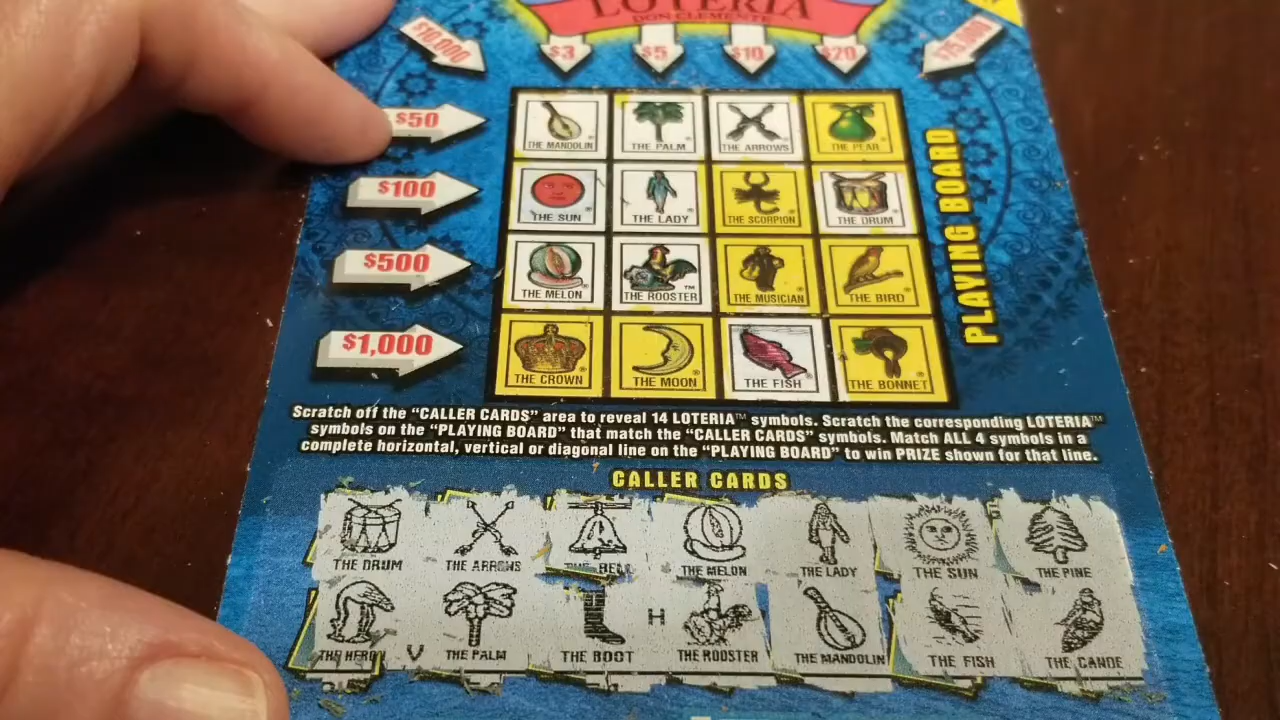 LOTERIA
DON CLEMENTE
$10,000 $3 $5 $10 $20 $75,000
$50
THE MANDOLIN THE PALM THE ARROWS THE PEAR
$100
THE SUN THE LADY THE SCORPION THE DRUM
$500
THE MELON THE ROOSTER™ THE MUSICIAN THE BIRD
$1,000
THE CROWN THE MOON THE FISH THE BONNET
PLAYING BOARD
Scratch off the “CALLER CARDS” area to reveal 14 LOTERIA™ symbols. Scratch the corresponding LOTERIA™
symbols on the “PLAYING BOARD” that match the “CALLER CARDS” symbols. Match ALL 4 symbols in a
complete horizontal, vertical or diagonal line on the “PLAYING BOARD” to win PRIZE shown for that line.
CALLER CARDS
THE DRUM THE ARROWS THE BELL THE MELON THE LADY THE SUN THE PINE
THE PALM THE BOOT THE ROOSTER THE MANDOLIN THE FISH THE CANOE
V H E